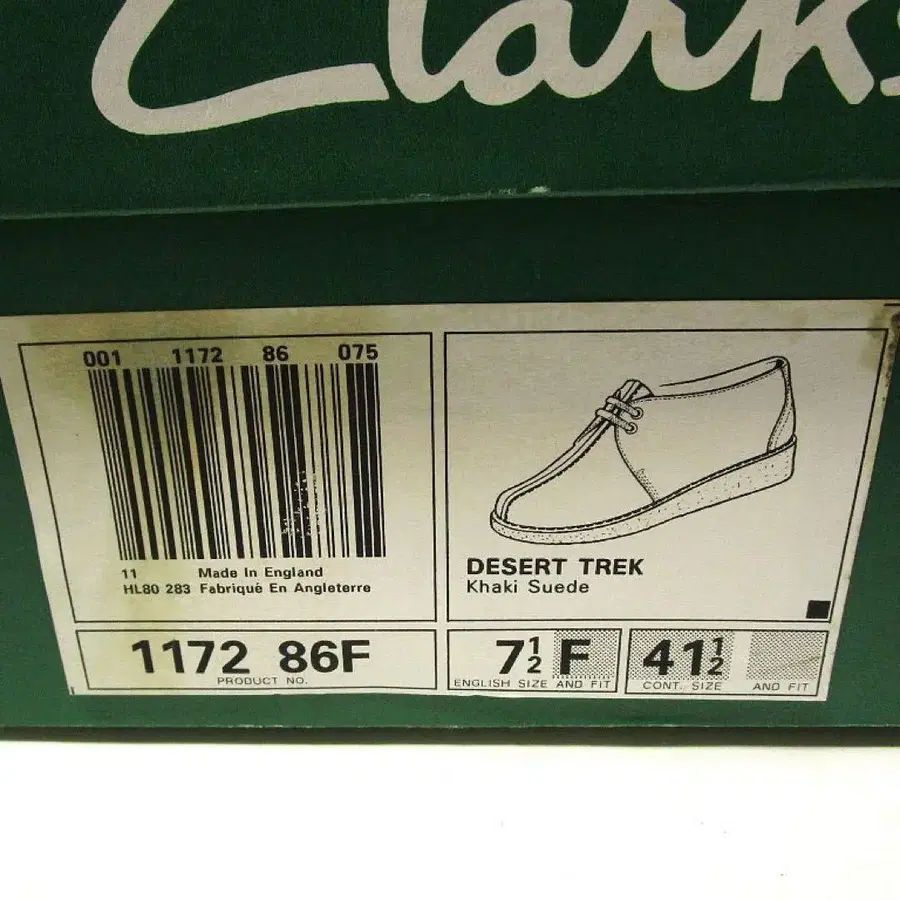 Clarks
001 1172 86 075
11 Made In England
HL80 283 Fabriqué En Angleterre
DESERT TREK
Khaki Suede
1172 86F
PRODUCT NO.
7½ F
ENGLISH SIZE AND FIT
41½
CONT. SIZE AND FIT